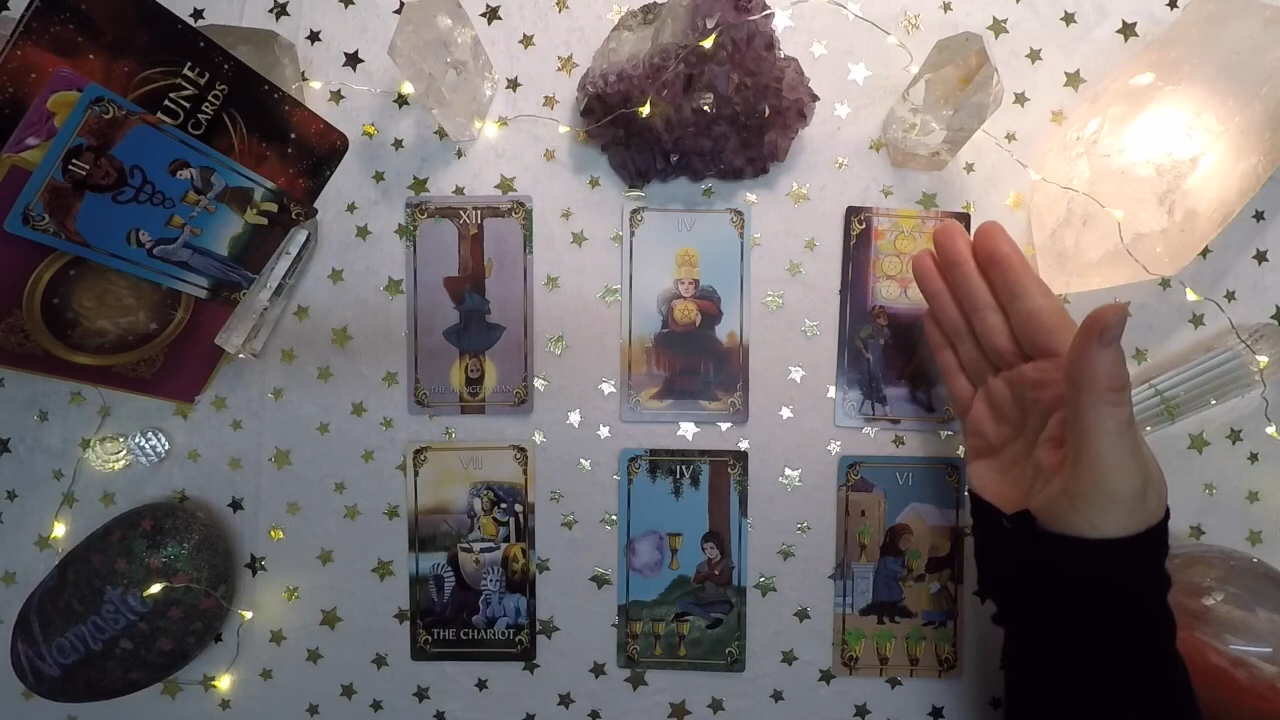 UNE
CARDS
II
XII
THE HANGED MAN
IV
V
VII
THE CHARIOT
IV
VI
Namaste